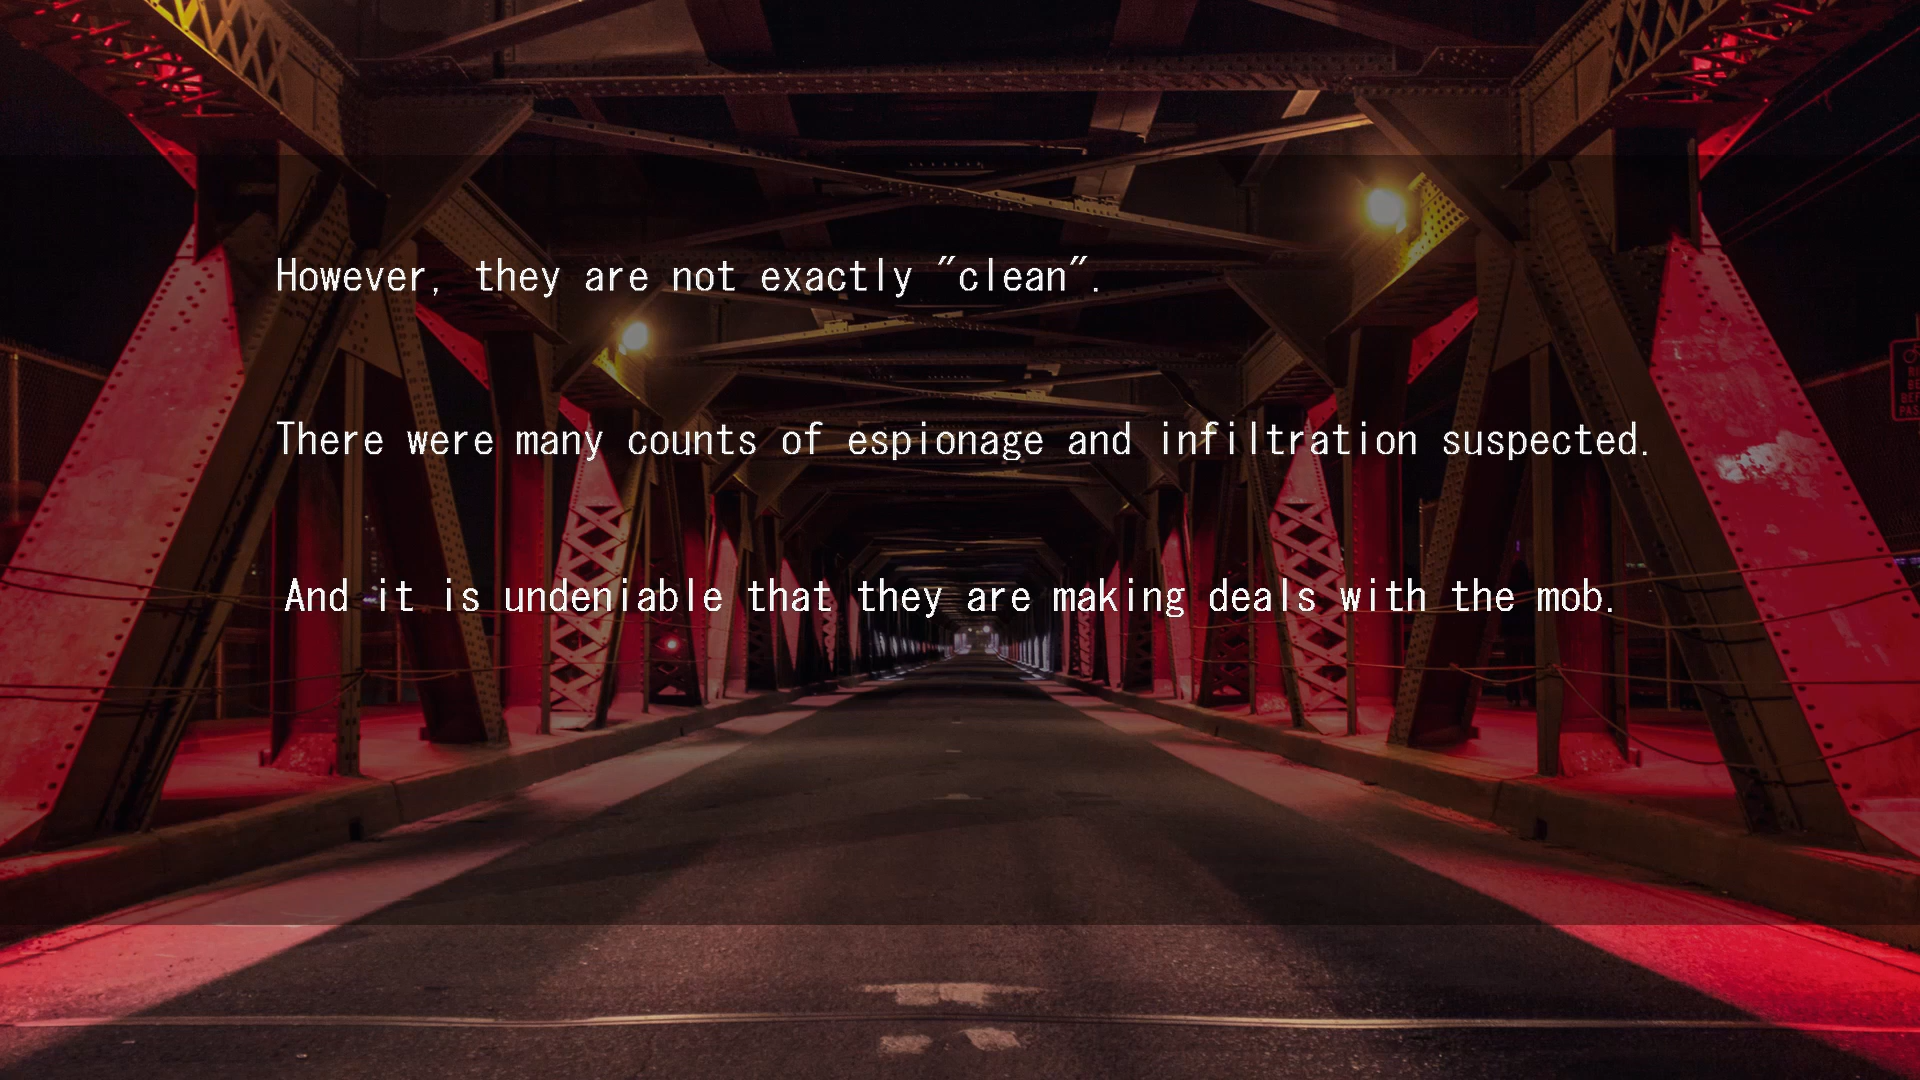 However, they are not exactly "clean".
There were many counts of espionage and infiltration suspected.
And it is undeniable that they are making deals with the mob.